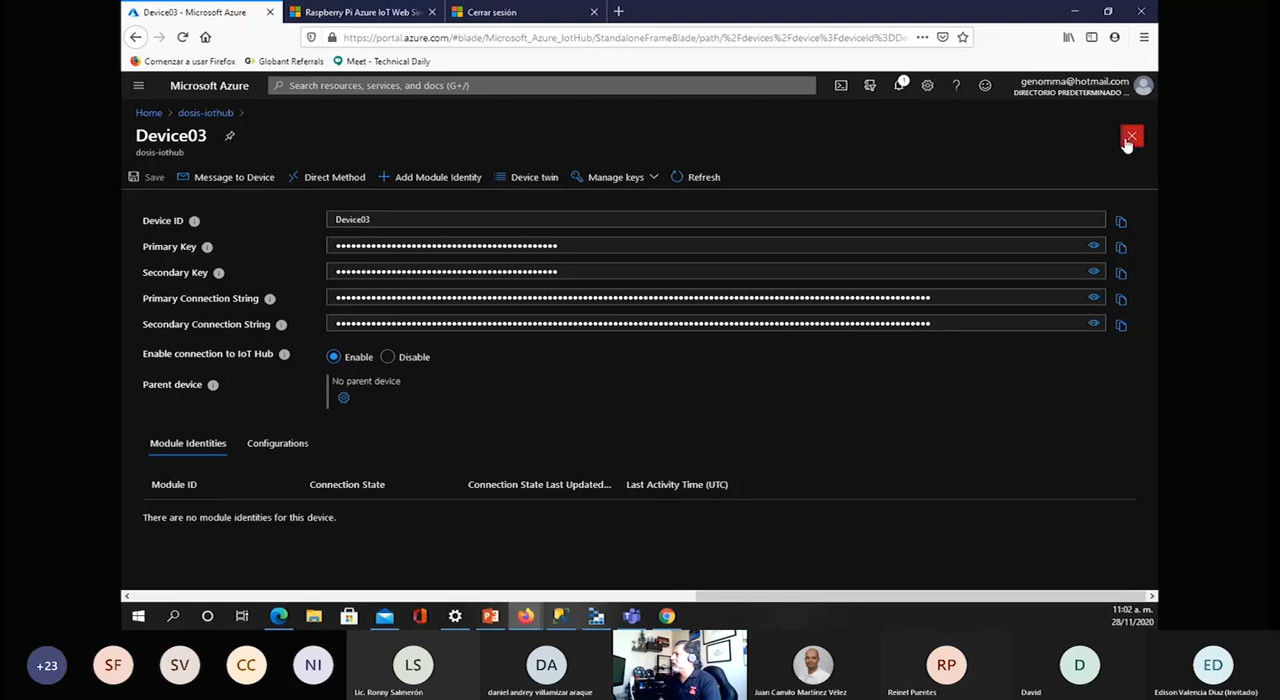 Device03 - Microsoft Azure
Raspberry Pi Azure IoT Web Sim
Cerrar sesión
https://portal.azure.com/#blade/Microsoft_Azure_IotHub/StandaloneFrameBlade/path/%2Fdevices%2Fdevice%3FdeviceId%3DDe
Comenzar a usar Firefox
Globant Referrals
Meet - Technical Daily
Microsoft Azure
Search resources, services, and docs (G+/)
1
genomma@hotmail.com
DIRECTORIO PREDETERMINADO ...
Home > dosis-iothub >
Device03
dosis-iothub
Save
Message to Device
Direct Method
Add Module Identity
Device twin
Manage keys
Refresh
Device ID
Device03
Primary Key
Secondary Key
Primary Connection String
Secondary Connection String
Enable connection to IoT Hub
Enable
Disable
Parent device
No parent device
Module Identities
Configurations
Module ID
Connection State
Connection State Last Updated...
Last Activity Time (UTC)
There are no module identities for this device.
11:02 a. m.
28/11/2020
+23
SF
SV
CC
NI
LS
Lic. Ronny Salmerón
DA
daniel andrey villamizar araque
Juan Camilo Martínez Vélez
RP
Reinel Puentes
D
David
ED
Edison Valencia Diaz (Invitado)